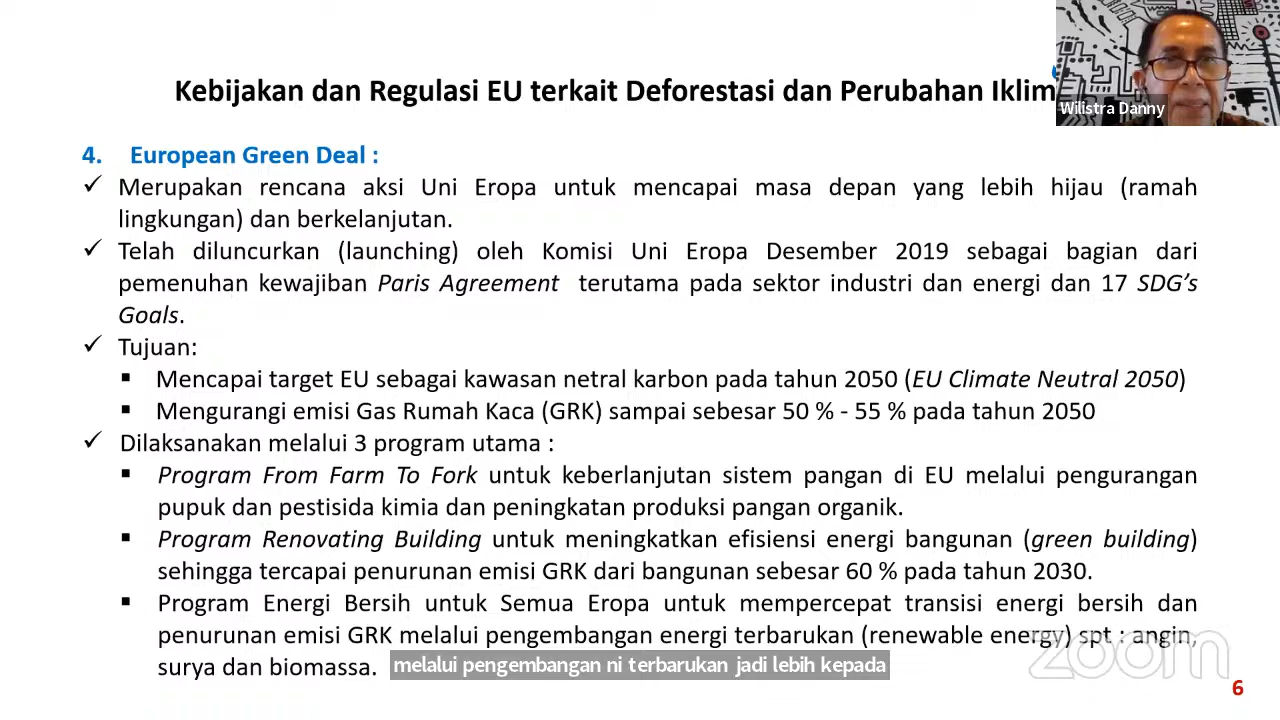 Kebijakan dan Regulasi EU terkait Deforestasi dan Perubahan Iklim
Wilistra Danny
4. European Green Deal :
✓ Merupakan rencana aksi Uni Eropa untuk mencapai masa depan yang lebih hijau (ramah
lingkungan) dan berkelanjutan.
✓ Telah diluncurkan (launching) oleh Komisi Uni Eropa Desember 2019 sebagai bagian dari
pemenuhan kewajiban Paris Agreement terutama pada sektor industri dan energi dan 17 SDG’s
Goals.
✓ Tujuan:
▪ Mencapai target EU sebagai kawasan netral karbon pada tahun 2050 (EU Climate Neutral 2050)
▪ Mengurangi emisi Gas Rumah Kaca (GRK) sampai sebesar 50 % - 55 % pada tahun 2050
✓ Dilaksanakan melalui 3 program utama :
▪ Program From Farm To Fork untuk keberlanjutan sistem pangan di EU melalui pengurangan
pupuk dan pestisida kimia dan peningkatan produksi pangan organik.
▪ Program Renovating Building untuk meningkatkan efisiensi energi bangunan (green building)
sehingga tercapai penurunan emisi GRK dari bangunan sebesar 60 % pada tahun 2030.
▪ Program Energi Bersih untuk Semua Eropa untuk mempercepat transisi energi bersih dan
penurunan emisi GRK melalui pengembangan energi terbarukan (renewable energy) spt : angin,
surya dan biomassa.
melalui pengembangan ni terbarukan jadi lebih kepada
zoom
6